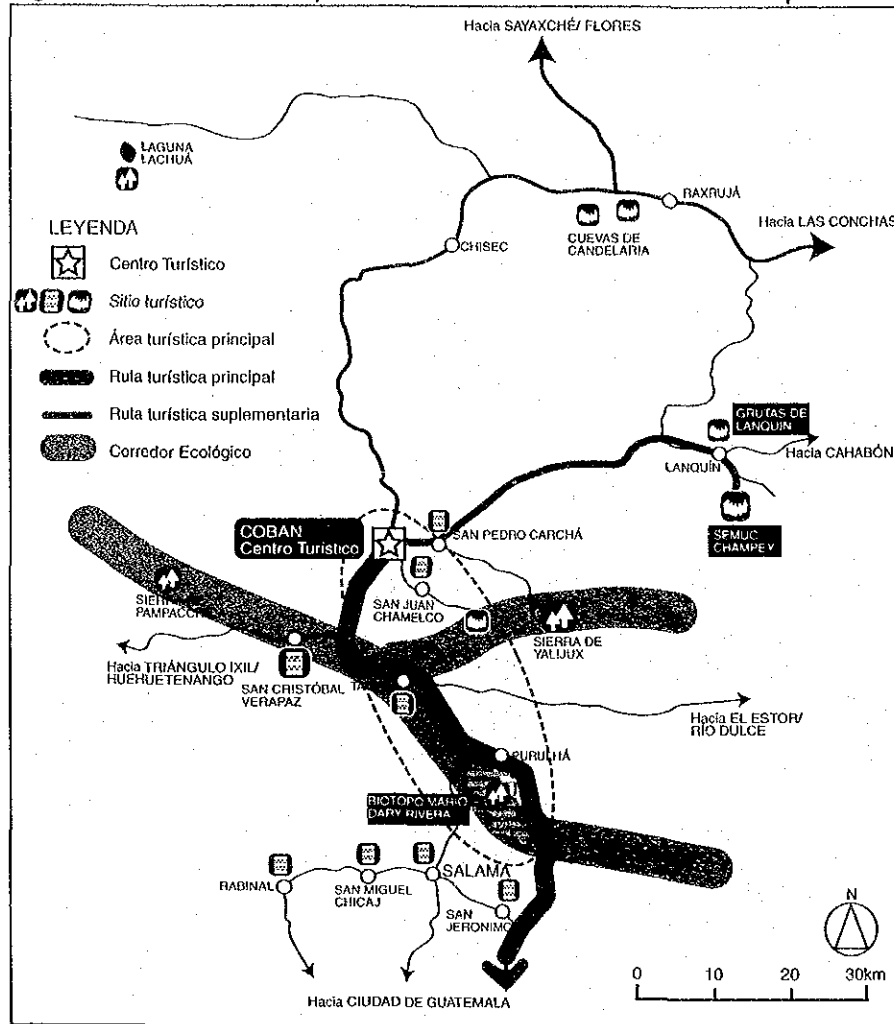 Hacia SAYAXCHÉ/ FLORES
LAGUNA
LACHUÁ
RAXRUJÁ
Hacia LAS CONCHAS
CUEVAS DE
CANDELARIA
CHISEC
LEYENDA
Centro Turístico
Sitio turístico
Área turística principal
Ruta turística principal
Ruta turística suplementaria
Corredor Ecológico
GRUTAS DE
LANQUIN
LANQUÍN
Hacia CAHABÓN
SEMUC
CHAMPEY
COBAN
Centro Turístico
SAN PEDRO CARCHÁ
SAN JUAN
CHAMELCO
SIERRA DE
YALIJUX
PAMPACCHE
Hacia TRIÁNGULO IXIL/
HUEHUETENANGO
SAN CRISTÓBAL
VERAPAZ
Hacia EL ESTOR/
RÍO DULCE
PURULHÁ
BIOTOPO MARIO
DARY RIVERA
RABINAL
SAN MIGUEL
CHICAJ
SALAMÁ
SAN
JERONIMO
Hacia CIUDAD DE GUATEMALA
N
0 10 20 30km